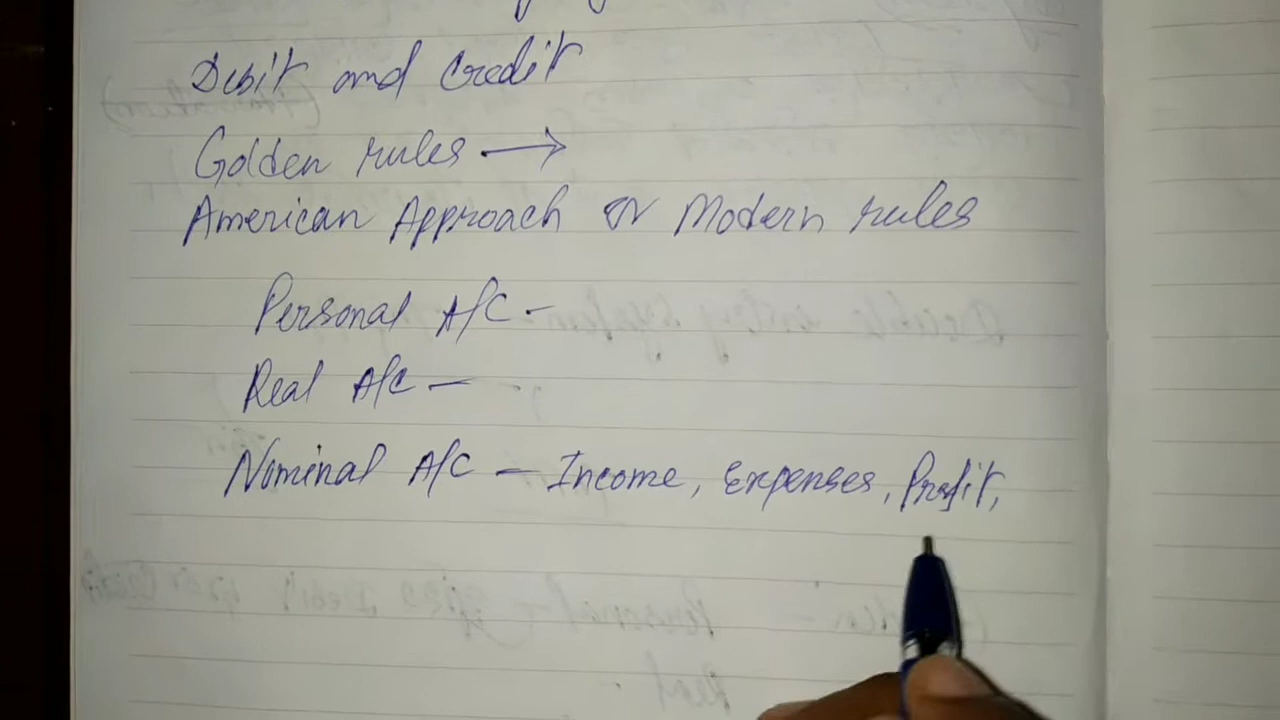 Debit and Credit
Golden rules →
American Approach or Modern rules
Personal A/C -
Real A/C -
Nominal A/C - Income, Expenses, Profit,